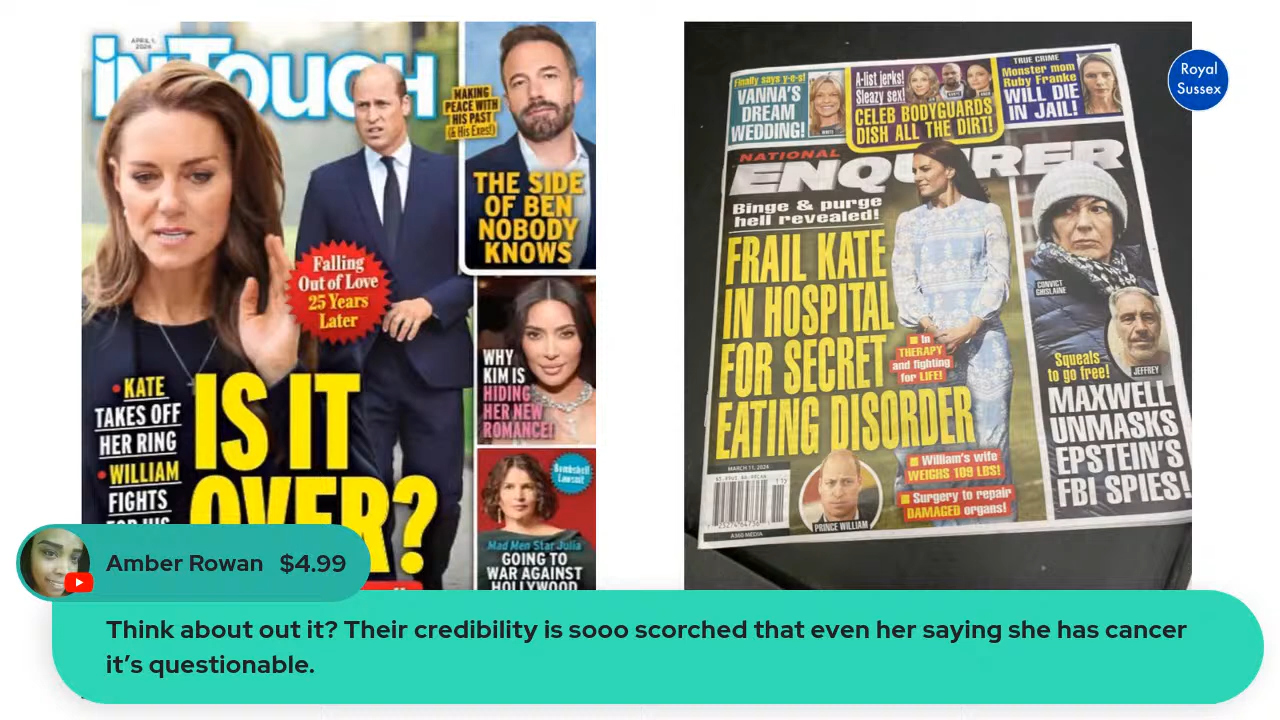 APRIL 1,
2024
INTOUCH
MAKING
PEACE WITH
HIS PAST
(& His Exes!)
THE SIDE
OF BEN
NOBODY
KNOWS
Falling
Out of Love
25 Years
Later
WHY
KIM IS
HIDING
HER NEW
ROMANCE!
• KATE
TAKES OFF
HER RING
• WILLIAM
FIGHTS
FOR HIS
IS IT
OVER?
Bombshell
Lawsuit
Mad Men Star Julia
GOING TO
WAR AGAINST
HOLLYWOOD
Royal
Sussex
Finally says y-e-s!
VANNA'S
DREAM
WEDDING!
WHITE
A-list jerks!
Sleazy sex!
CELEB BODYGUARDS
DISH ALL THE DIRT!
TRUE CRIME
Monster mom
Ruby Franke
WILL DIE
IN JAIL!
NATIONAL
ENQUIRER
Binge & purge
hell revealed!
FRAIL KATE
IN HOSPITAL
FOR SECRET
EATING DISORDER
In
THERAPY
and fighting
for LIFE!
William's wife
WEIGHS 109 LBS!
Surgery to repair
DAMAGED organs!
MARCH 11, 2024
A360 MEDIA
PRINCE WILLIAM
CONVICT
GHISLAINE
JEFFREY
Squeals
to go free!
MAXWELL
UNMASKS
EPSTEIN'S
FBI SPIES!
Amber Rowan $4.99
Think about out it? Their credibility is sooo scorched that even her saying she has cancer
it's questionable.